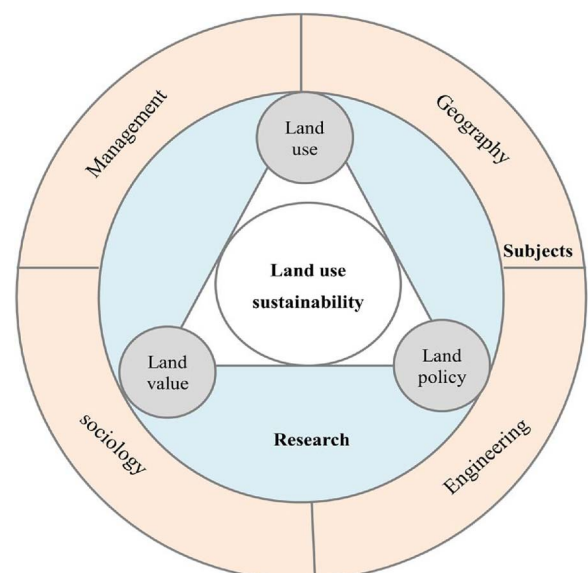 Management
Geography
Land
use
Subjects
Land use
sustainability
Land
value
Land
policy
Research
sociology
Engineering